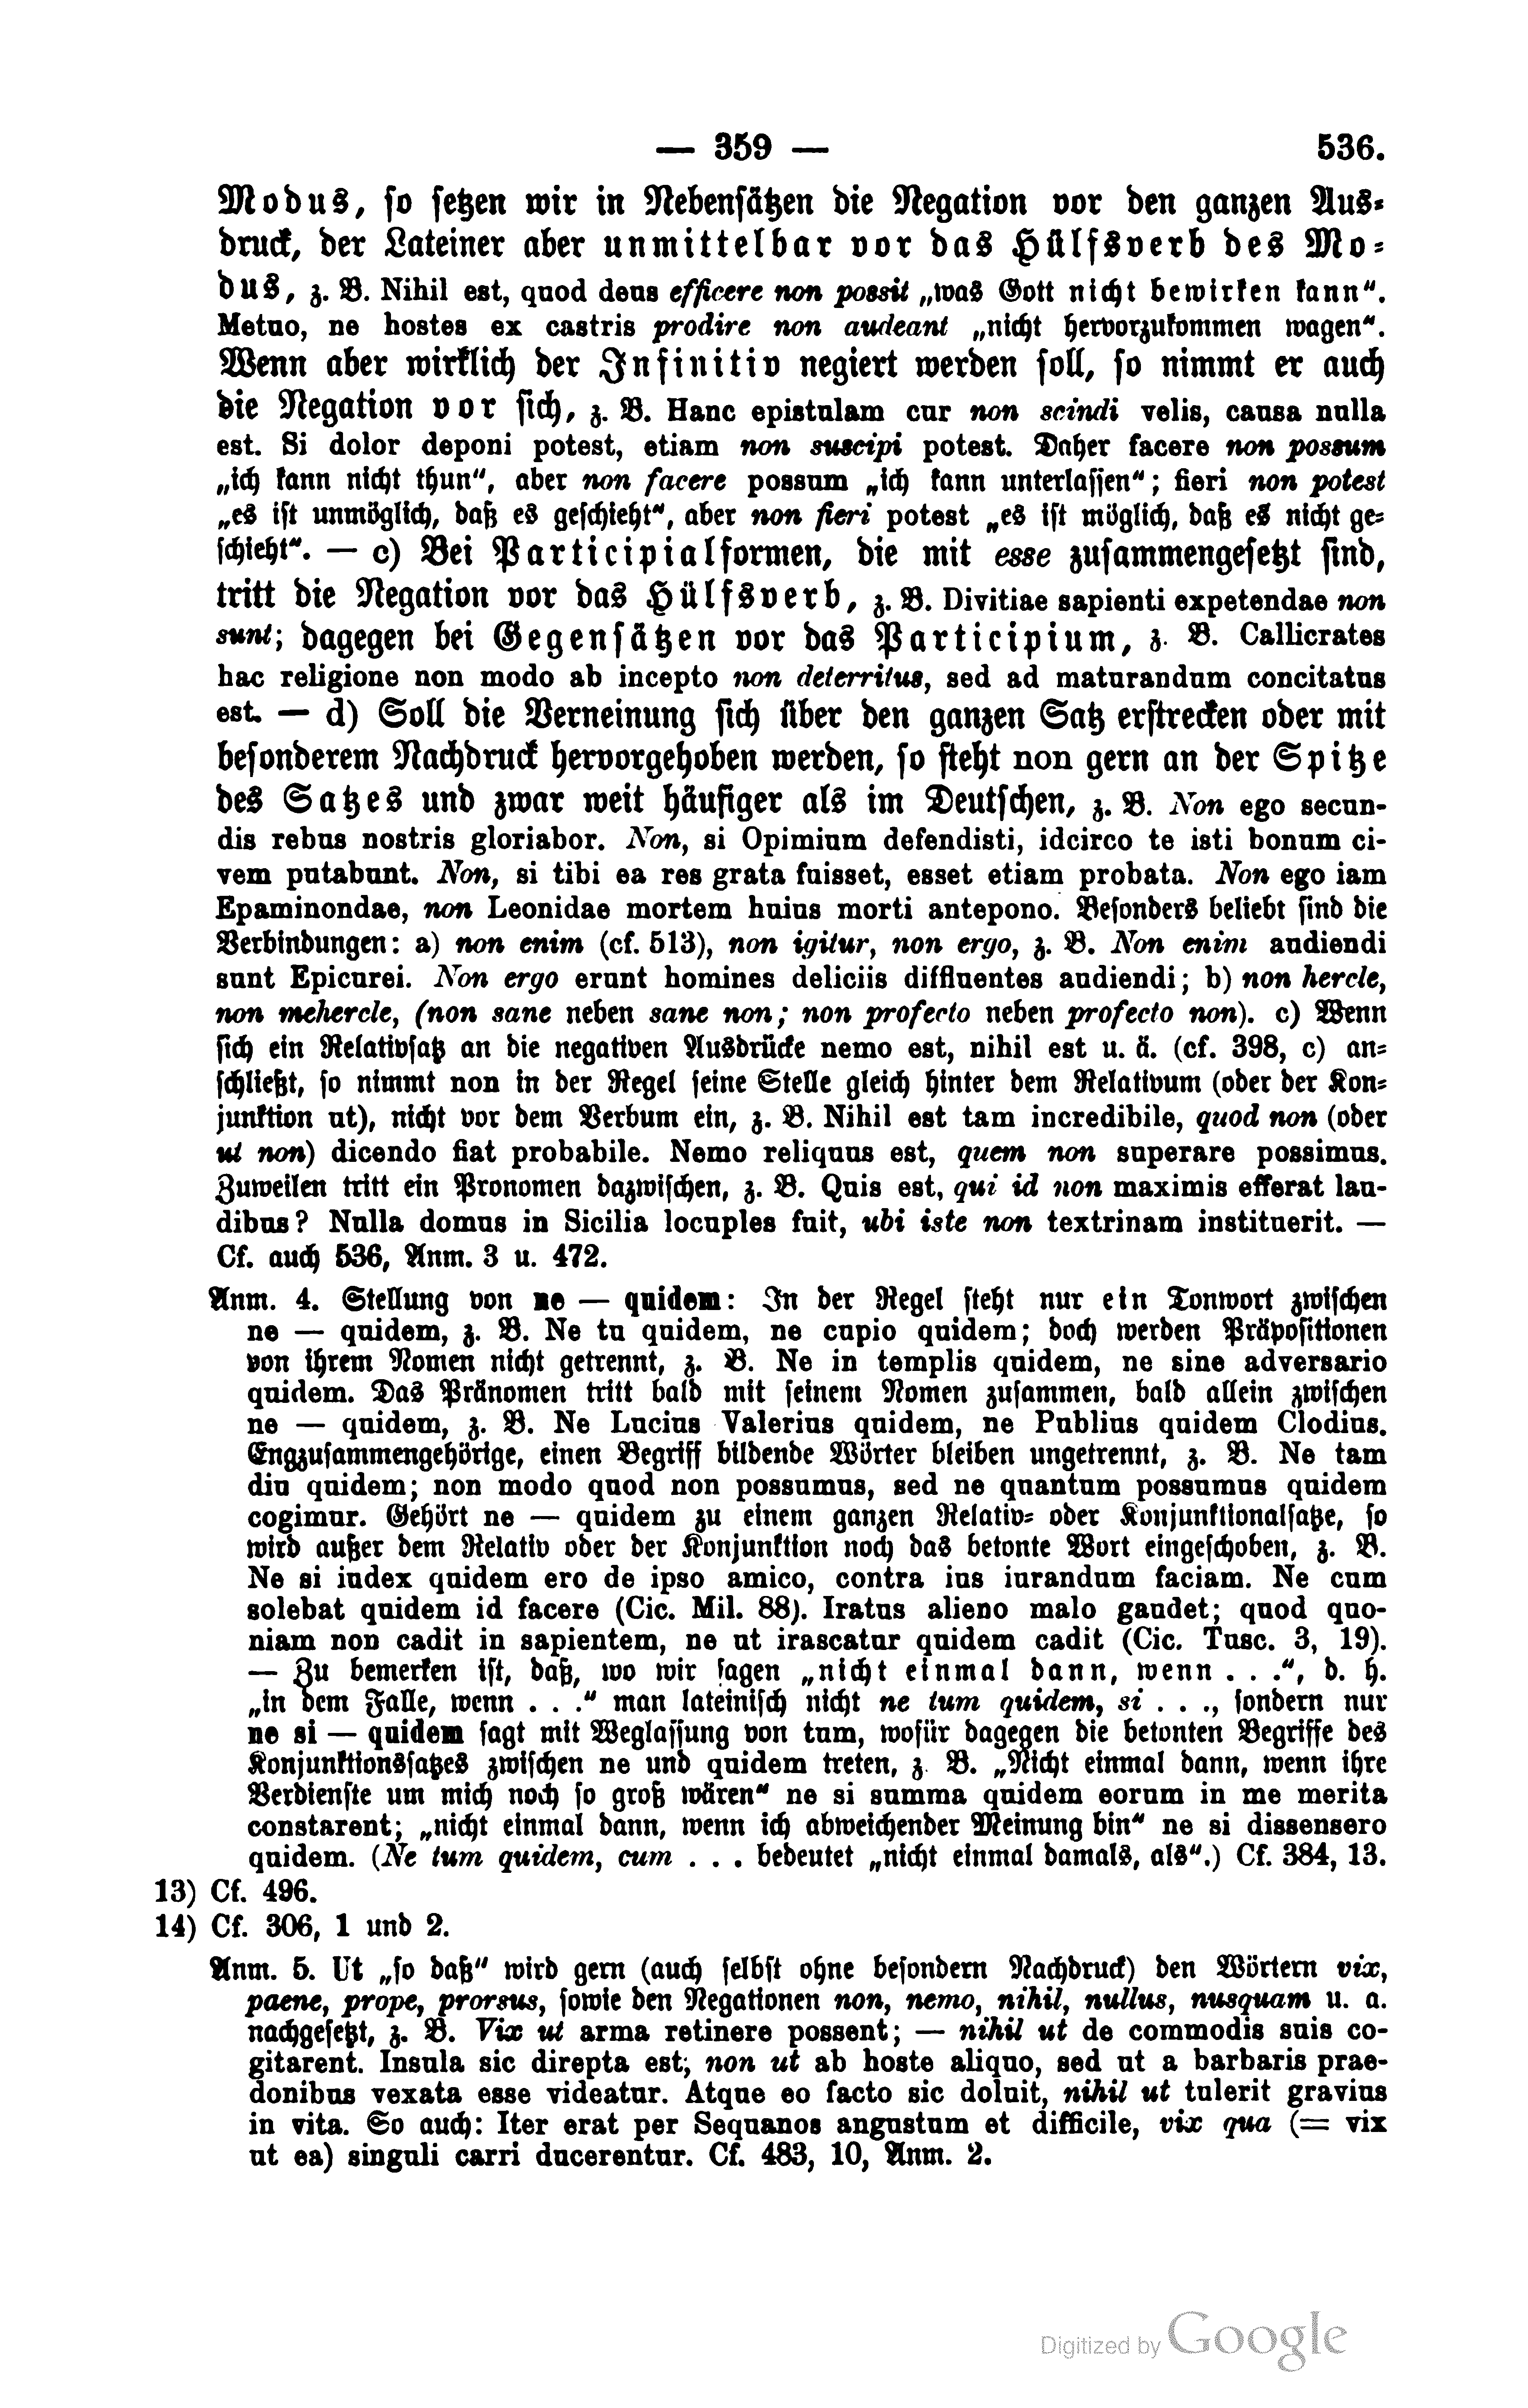 — 359 — 536.
Modus, so setzen wir in Nebensätzen die Negation vor den ganzen Aus-
druck, der Lateiner aber unmittelbar vor das Hülfsverb des Mo-
dus, z. B. Nihil est, quod deus efficere non possit „was Gott nicht bewirken kann“.
Metuo, ne hostes ex castris prodire non audeant „nicht hervorzukommen wagen“.
Wenn aber wirklich der Infinitiv negiert werden soll, so nimmt er auch
die Negation vor sich, z. B. Hanc epistulam cur non scindi velis, causa nulla
est. Si dolor deponi potest, etiam non suscipi potest. Daher facere non possum
„ich kann nicht thun“, aber non facere possum „ich kann unterlassen“; fieri non potest
„es ist unmöglich, daß es geschieht“, aber non fieri potest „es ist möglich, daß es nicht ge-
schieht“. — c) Bei Participialformen, die mit esse zusammengesetzt sind,
tritt die Negation vor das Hülfsverb, z. B. Divitiae sapienti expetendae non
sunt; dagegen bei Gegensätzen vor das Participium, z. B. Callicrates
hac religione non modo ab incepto non deterritus, sed ad maturandum concitatus
est. — d) Soll die Verneinung sich über den ganzen Satz erstrecken oder mit
besonderem Nachdruck hervorgehoben werden, so steht non gern an der Spitze
des Satzes und zwar weit häufiger als im Deutschen, z. B. Non ego secun-
dis rebus nostris gloriabor. Non, si Opimium defendisti, idcirco te isti bonum ci-
vem putabunt. Non, si tibi ea res grata fuisset, esset etiam probata. Non ego iam
Epaminondae, non Leonidae mortem huius morti antepono. Besonders beliebt sind die
Verbindungen: a) non enim (cf. 513), non igitur, non ergo, z. B. Non enim audiendi
sunt Epicurei. Non ergo erunt homines deliciis diffluentes audiendi; b) non hercle,
non mehercle, (non sane neben sane non; non profecto neben profecto non). c) Wenn
sich ein Relativsatz an die negativen Ausdrücke nemo est, nihil est u. ä. (cf. 398, c) an-
schließt, so nimmt non in der Regel seine Stelle gleich hinter dem Relativum (oder der Kon-
junktion ut), nicht vor dem Verbum ein, z. B. Nihil est tam incredibile, quod non (oder
ut non) dicendo fiat probabile. Nemo reliquus est, quem non superare possimus.
Zuweilen tritt ein Pronomen dazwischen, z. B. Quis est, qui id non maximis efferat lau-
dibus? Nulla domus in Sicilia locuples fuit, ubi iste non textrinam instituerit. —
Cf. auch 536, Anm. 3 u. 472.
Anm. 4. Stellung von ne — quidem: In der Regel steht nur ein Tonwort zwischen
ne — quidem, z. B. Ne tu quidem, ne cupio quidem; doch werden Präpositionen
von ihrem Nomen nicht getrennt, z. B. Ne in templis quidem, ne sine adversario
quidem. Das Pränomen tritt bald mit seinem Nomen zusammen, bald allein zwischen
ne — quidem, z. B. Ne Lucius Valerius quidem, ne Publius quidem Clodius.
Engzusammengehörige, einen Begriff bildende Wörter bleiben ungetrennt, z. B. Ne tam
diu quidem; non modo quod non possumus, sed ne quantum possumus quidem
cogimur. Gehört ne — quidem zu einem ganzen Relativ- oder Konjunktionalsatze, so
wird außer dem Relativ oder der Konjunktion noch das betonte Wort eingeschoben, z. B.
Ne si iudex quidem ero de ipso amico, contra ius iurandum faciam. Ne cum
solebat quidem id facere (Cic. Mil. 88). Iratus alieno malo gaudet; quod quo-
niam non cadit in sapientem, ne ut irascatur quidem cadit (Cic. Tusc. 3, 19).
— Zu bemerken ist, daß, wo wir sagen „nicht einmal dann, wenn . . .“, d. h.
„in dem Falle, wenn . . .“ man lateinisch nicht ne tum quidem, si . . ., sondern nur
ne si — quidem sagt mit Weglassung von tum, wofür dagegen die betonten Begriffe des
Konjunktionssatzes zwischen ne und quidem treten, z. B. „Nicht einmal dann, wenn ihre
Verdienste um mich noch so groß wären“ ne si summa quidem eorum in me merita
constarent; „nicht einmal dann, wenn ich abweichender Meinung bin“ ne si dissensero
quidem. (Ne tum quidem, cum . . . bedeutet „nicht einmal damals, als“.) Cf. 384, 13.
13) Cf. 496.
14) Cf. 306, 1 und 2.
Anm. 5. Ut „so daß“ wird gern (auch selbst ohne besondern Nachdruck) den Wörtern vix,
paene, prope, prorsus, sowie den Negationen non, nemo, nihil, nullus, nusquam u. a.
nachgesetzt, z. B. Vix ut arma retinere possent; — nihil ut de commodis suis co-
gitarent. Insula sic direpta est, non ut ab hoste aliquo, sed ut a barbaris prae-
donibus vexata esse videatur. Atque eo facto sic doluit, nihil ut tulerit gravius
in vita. So auch: Iter erat per Sequanos angustum et difficile, vix qua (= vix
ut ea) singuli carri ducerentur. Cf. 483, 10, Anm. 2.
Digitized by Google